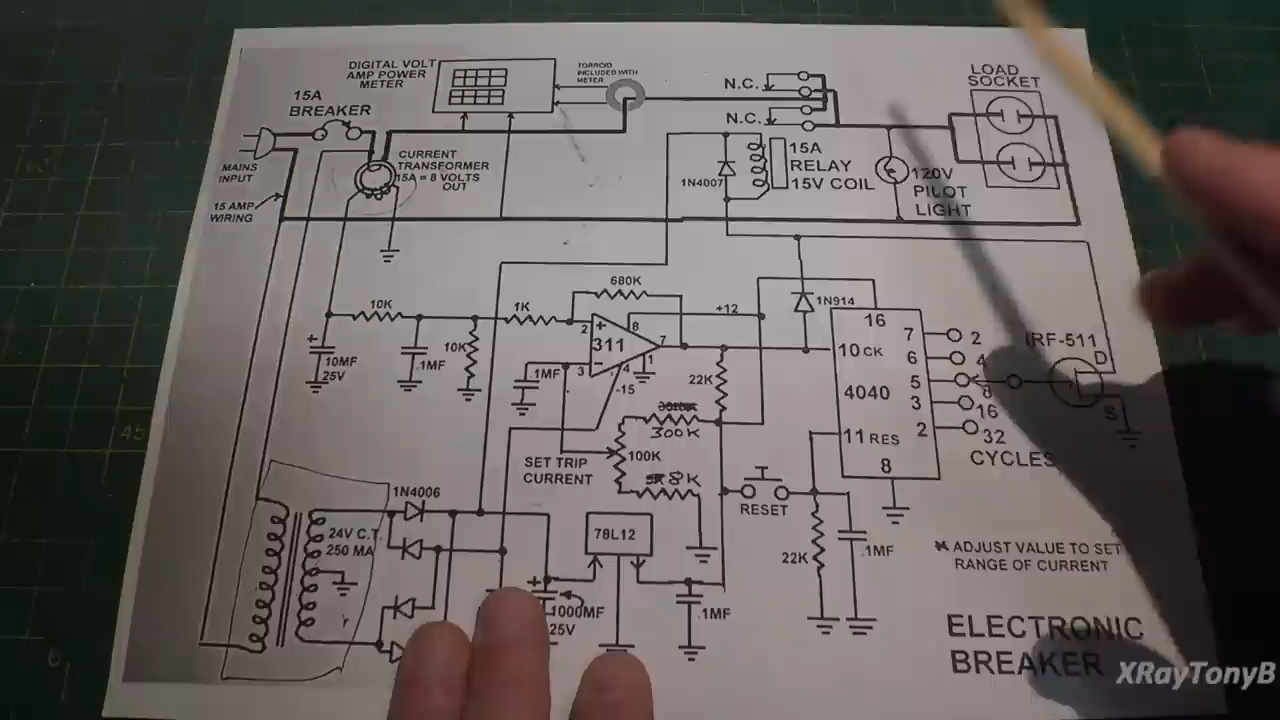 DIGITAL VOLT
AMP POWER
METER
TORROID
INCLUDED WITH
METER
15A
BREAKER
N.C.
N.C.
LOAD
SOCKET
MAINS
INPUT
CURRENT
TRANSFORMER
15A = 8 VOLTS
OUT
15 AMP
WIRING
1N4007
15A
RELAY
15V COIL
120V
PILOT
LIGHT
680K
10K
1K
+12
1N914
+
2
8
311
7
3
4
1
-15
+
10MF
25V
.1MF
10K
.1MF
22K
16
10 CK
4040
11 RES
8
7
2
6
4
5
8
3
16
2
32
CYCLES
IRF-511
D
S
300K
100K
8K
SET TRIP
CURRENT
RESET
1N4006
24V C.T.
250 MA
78L12
+
1000MF
25V
.1MF
22K
.1MF
* ADJUST VALUE TO SET
RANGE OF CURRENT
ELECTRONIC
BREAKER
XRayTonyB